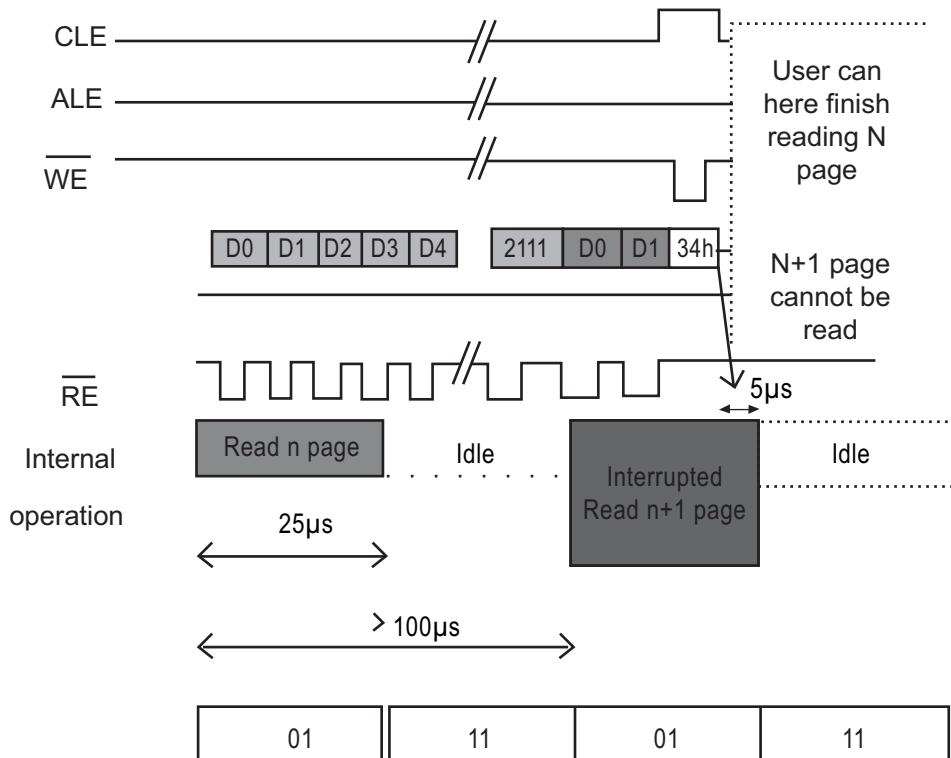 CLE
ALE
WE
User can
here finish
reading N
page
D0 D1 D2 D3 D4 2111 D0 D1 34h
N+1 page
cannot be
read
RE
5µs
Internal
operation
Read n page
Idle
Interrupted
Read n+1 page
Idle
25µs
> 100µs
01 11 01 11